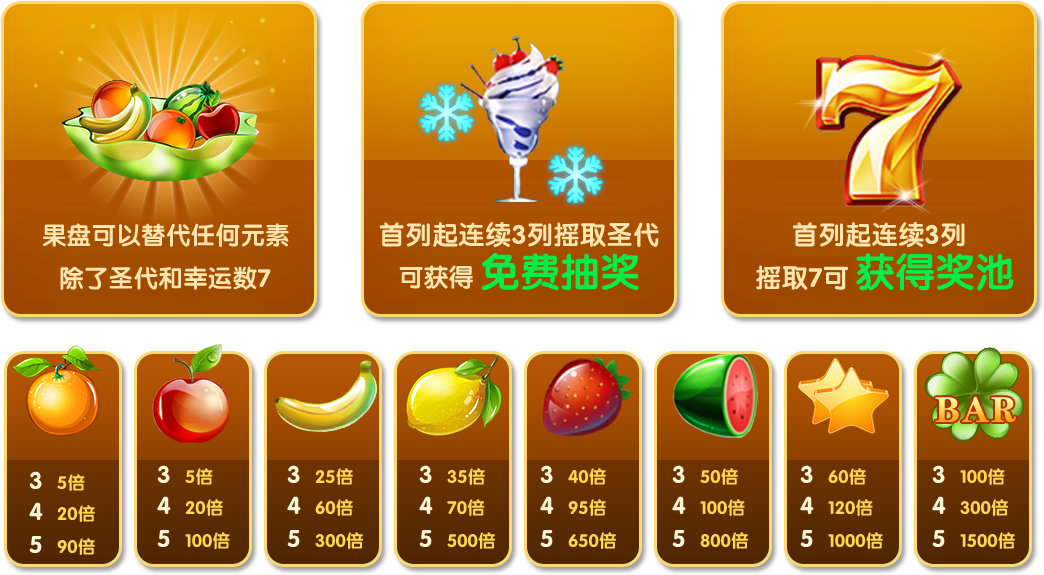 果盘可以替代任何元素
除了圣代和幸运数7
首列起连续3列摇取圣代
可获得 免费抽奖
7
首列起连续3列
摇取7可 获得奖池
3 5倍
4 20倍
5 90倍
3 5倍
4 20倍
5 100倍
3 25倍
4 60倍
5 300倍
3 35倍
4 70倍
5 500倍
3 40倍
4 95倍
5 650倍
3 50倍
4 100倍
5 800倍
3 60倍
4 120倍
5 1000倍
BAR
3 100倍
4 300倍
5 1500倍